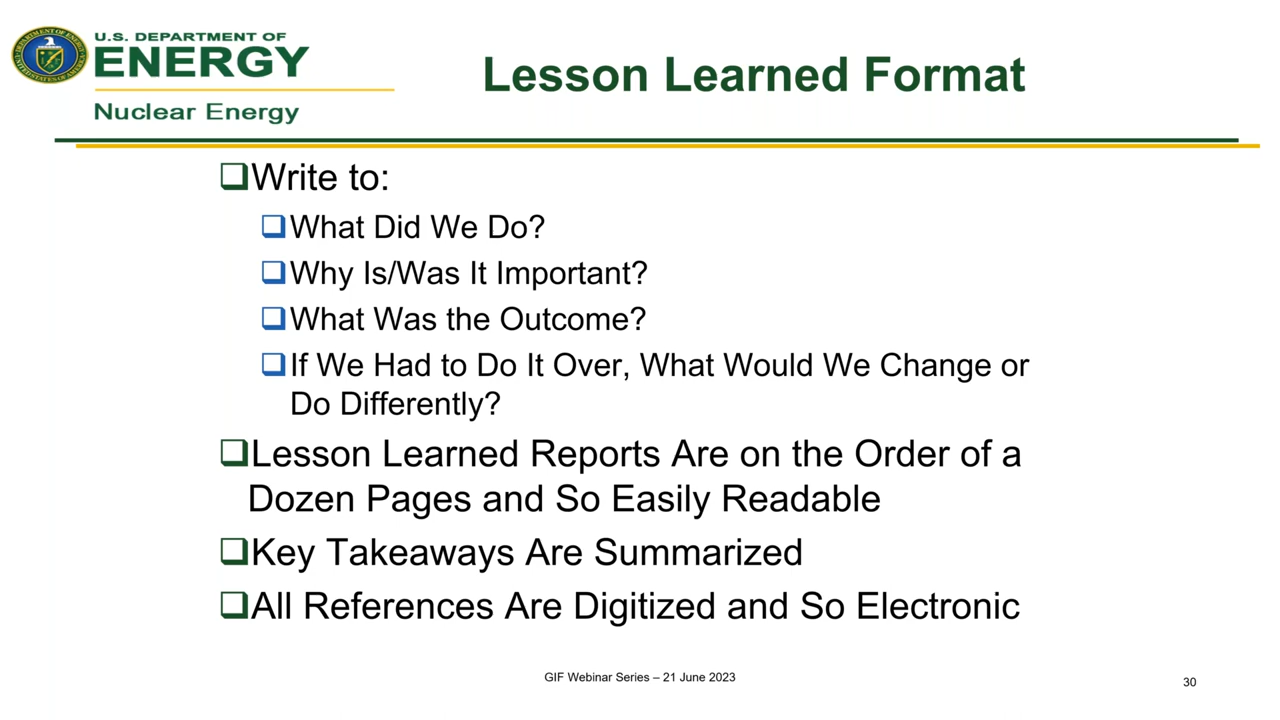 U.S. DEPARTMENT OF
ENERGY
Nuclear Energy
Lesson Learned Format
Write to:
What Did We Do?
Why Is/Was It Important?
What Was the Outcome?
If We Had to Do It Over, What Would We Change or
Do Differently?
Lesson Learned Reports Are on the Order of a
Dozen Pages and So Easily Readable
Key Takeaways Are Summarized
All References Are Digitized and So Electronic
GIF Webinar Series – 21 June 2023
30